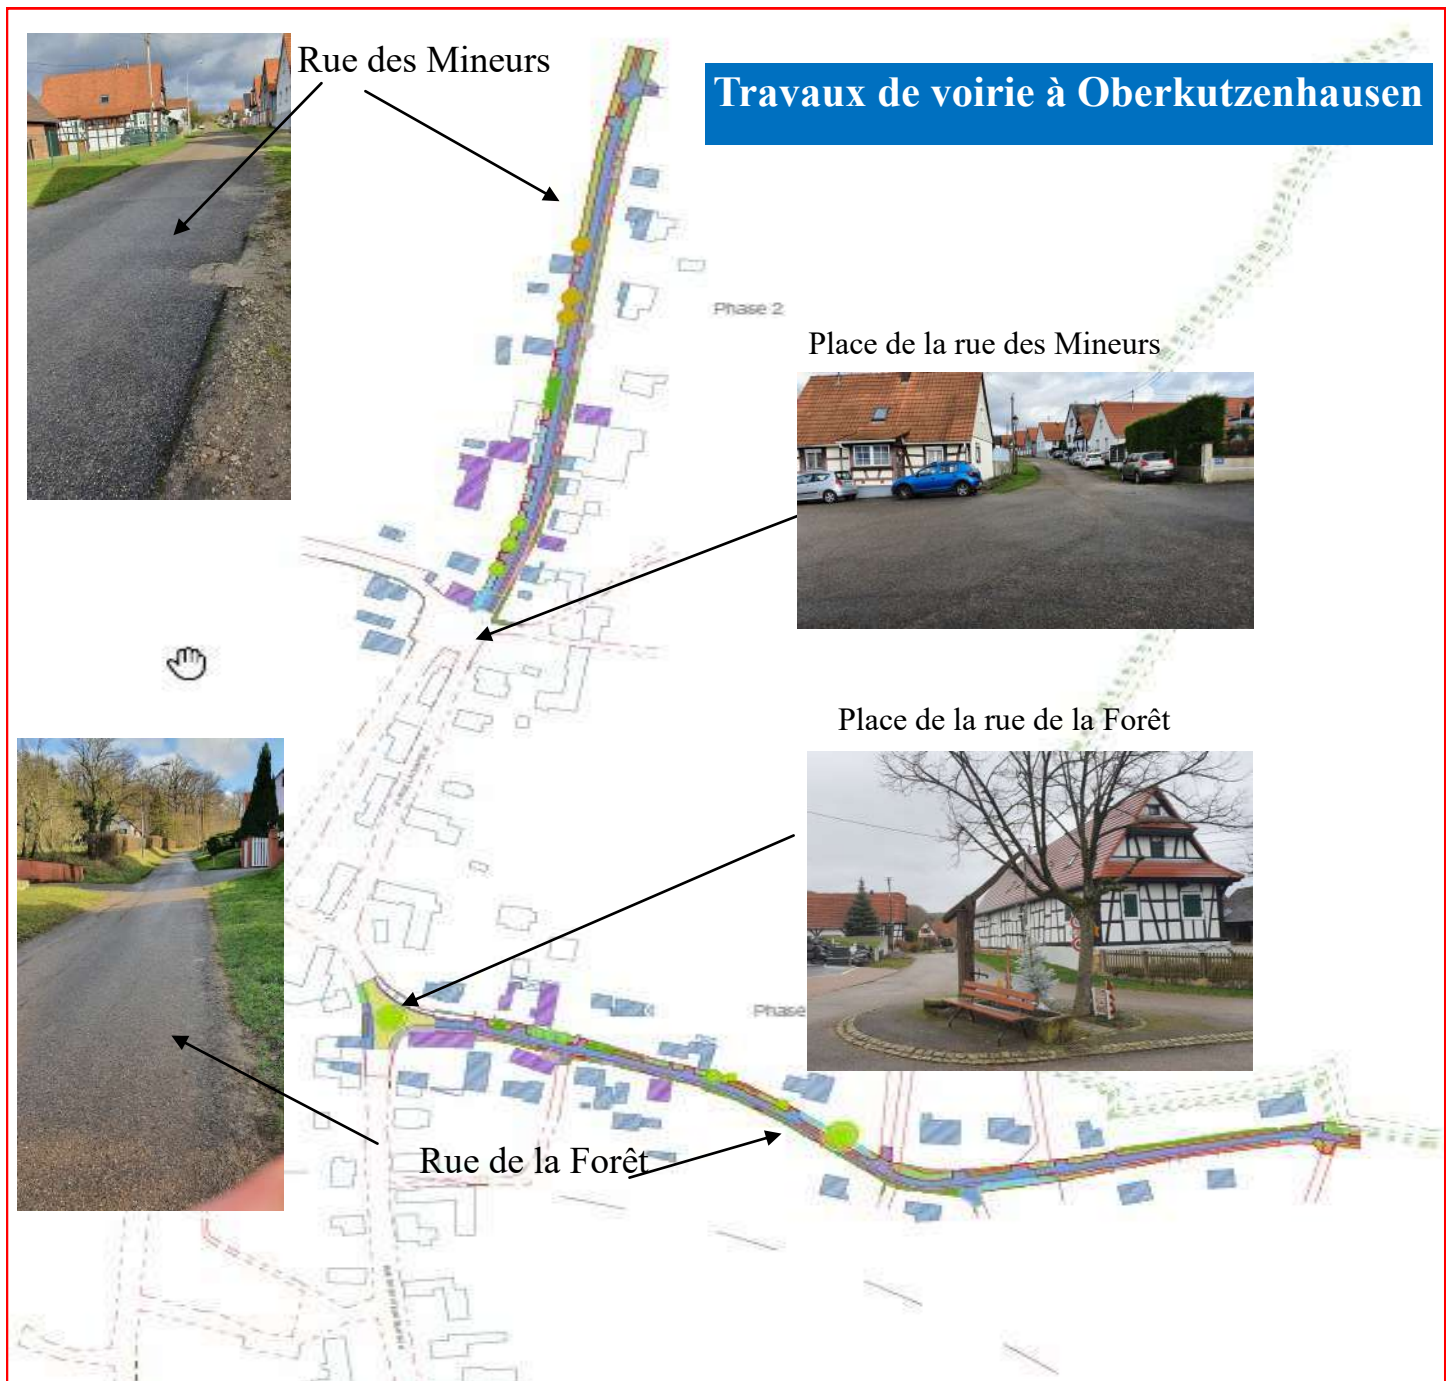 Rue des Mineurs
Travaux de voirie à Oberkutzenhausen
Phase 2
Place de la rue des Mineurs
Place de la rue de la Forêt
Phase
Rue de la Forêt